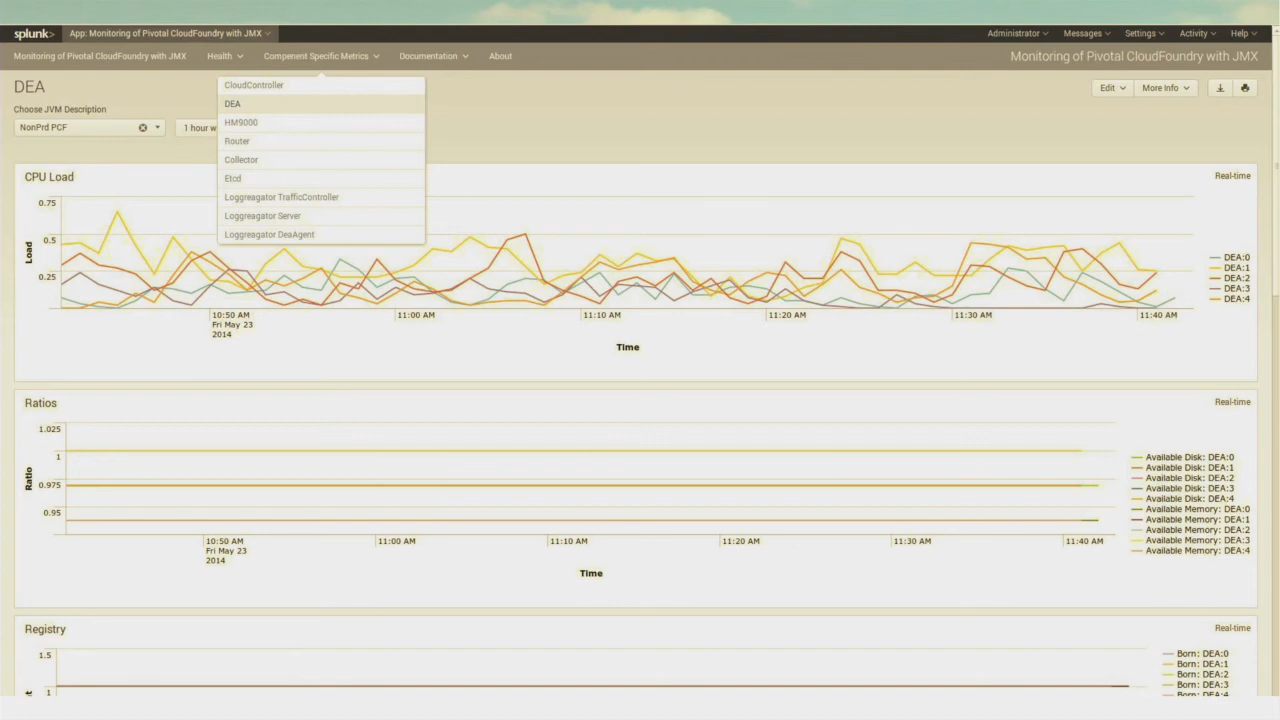 splunk> App: Monitoring of Pivotal CloudFoundry with JMX Administrator Messages Settings Activity Help
Monitoring of Pivotal CloudFoundry with JMX Health Compenent Specific Metrics Documentation About Monitoring of Pivotal CloudFoundry with JMX
DEA
Edit More Info
Choose JVM Description
NonPrd PCF 1 hour w
CloudController
DEA
HM9000
Router
Collector
Etcd
Loggreagator TrafficController
Loggreagator Server
Loggreagator DeaAgent
CPU Load Real-time
0.75
0.5
0.25
Load
DEA:0
DEA:1
DEA:2
DEA:3
DEA:4
10:50 AM 11:00 AM 11:10 AM 11:20 AM 11:30 AM 11:40 AM
Fri May 23
2014
Time
Ratios Real-time
1.025
1
0.975
0.95
Ratio
Available Disk: DEA:0
Available Disk: DEA:1
Available Disk: DEA:2
Available Disk: DEA:3
Available Disk: DEA:4
Available Memory: DEA:0
Available Memory: DEA:1
Available Memory: DEA:2
Available Memory: DEA:3
Available Memory: DEA:4
10:50 AM 11:00 AM 11:10 AM 11:20 AM 11:30 AM 11:40 AM
Fri May 23
2014
Time
Registry Real-time
1.5
1
Born: DEA:0
Born: DEA:1
Born: DEA:2
Born: DEA:3
Born: DEA:4